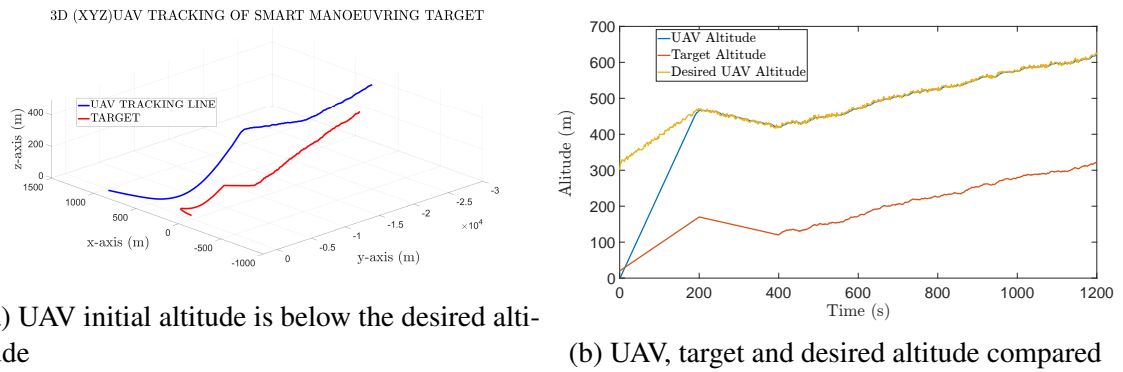 3D (XYZ)UAV TRACKING OF SMART MANOEUVRING TARGET
UAV TRACKING LINE
TARGET
z-axis (m)
400
200
0
1500
1000
500
0
-500
-1000
x-axis (m)
0
-0.5
-1
-1.5
-2
-2.5
-3
×10⁴
y-axis (m)
) UAV initial altitude is below the desired alti-
de
700
600
500
400
300
200
100
0
Alitude (m)
UAV Altitude
Target Altitude
Desired UAV Altitude
0 200 400 600 800 1000 1200
Time (s)
(b) UAV, target and desired altitude compared